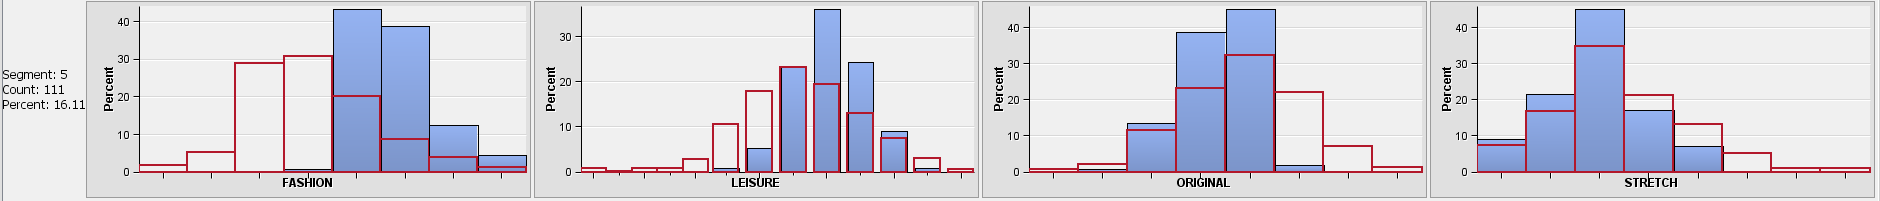 Segment: 5
Count: 111
Percent: 16.11
Percent
40
30
20
10
0
FASHION
Percent
30
20
10
0
LEISURE
Percent
40
30
20
10
0
ORIGINAL
Percent
40
30
20
10
0
STRETCH